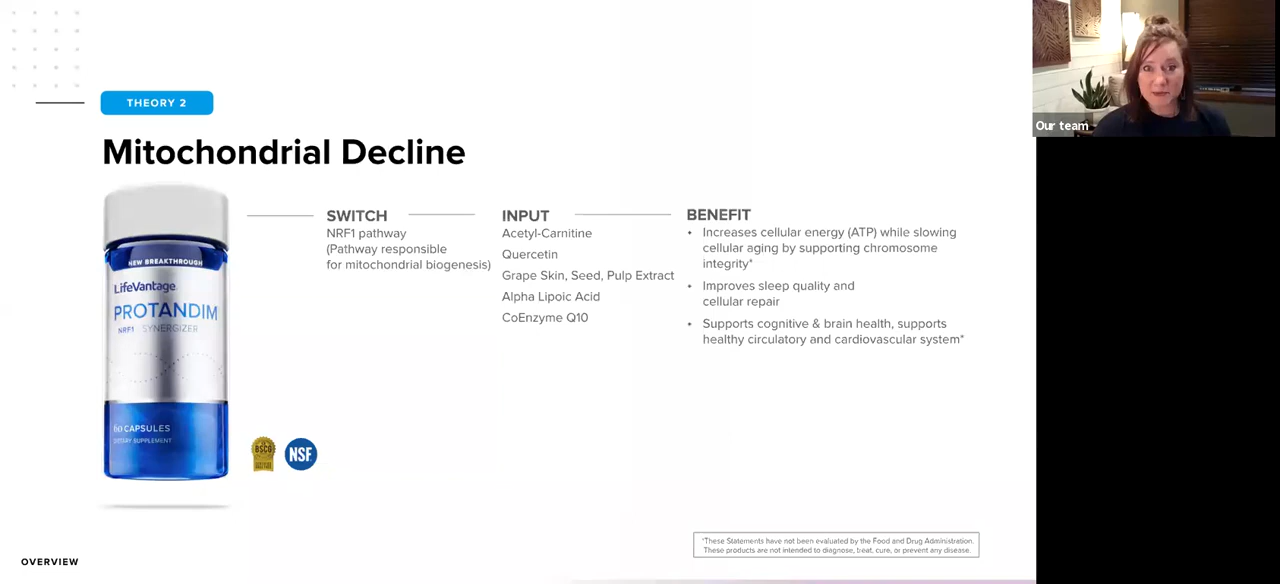 THEORY 2
Mitochondrial Decline
SWITCH
NRF1 pathway
(Pathway responsible
for mitochondrial biogenesis)
INPUT
Acetyl-Carnitine
Quercetin
Grape Skin, Seed, Pulp Extract
Alpha Lipoic Acid
CoEnzyme Q10
BENEFIT
• Increases cellular energy (ATP) while slowing
cellular aging by supporting chromosome
integrity*
• Improves sleep quality and
cellular repair
• Supports cognitive & brain health, supports
healthy circulatory and cardiovascular system*
NEW BREAKTHROUGH
LifeVantage
PROTANDIM
NRF1 SYNERGIZER
60 CAPSULES
DIETARY SUPPLEMENT
BSCG
NSF
*These Statements have not been evaluated by the Food and Drug Administration.
These products are not intended to diagnose, treat, cure, or prevent any disease.
OVERVIEW
Our team